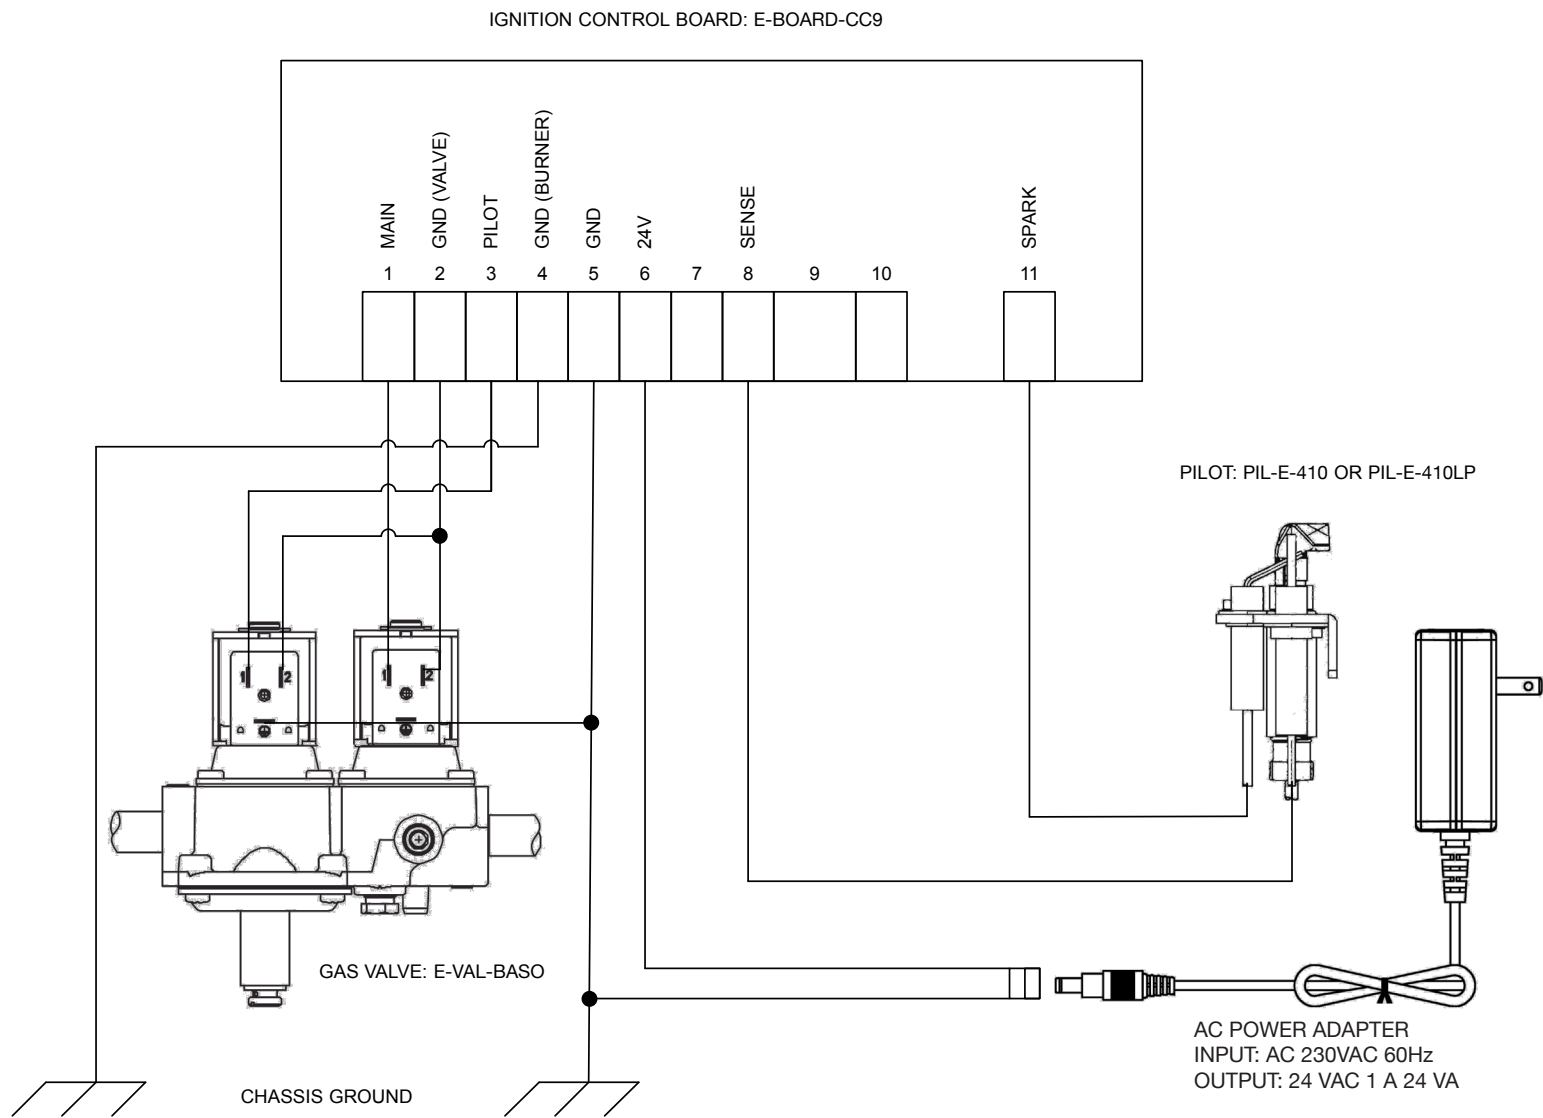 IGNITION CONTROL BOARD: E-BOARD-CC9
MAIN
GND (VALVE)
PILOT
GND (BURNER)
GND
24V
SENSE
SPARK
1 2 3 4 5 6 7 8 9 10 11
PILOT: PIL-E-410 OR PIL-E-410LP
1 2 1 2
GAS VALVE: E-VAL-BASO
AC POWER ADAPTER
INPUT: AC 230VAC 60Hz
OUTPUT: 24 VAC 1 A 24 VA
CHASSIS GROUND